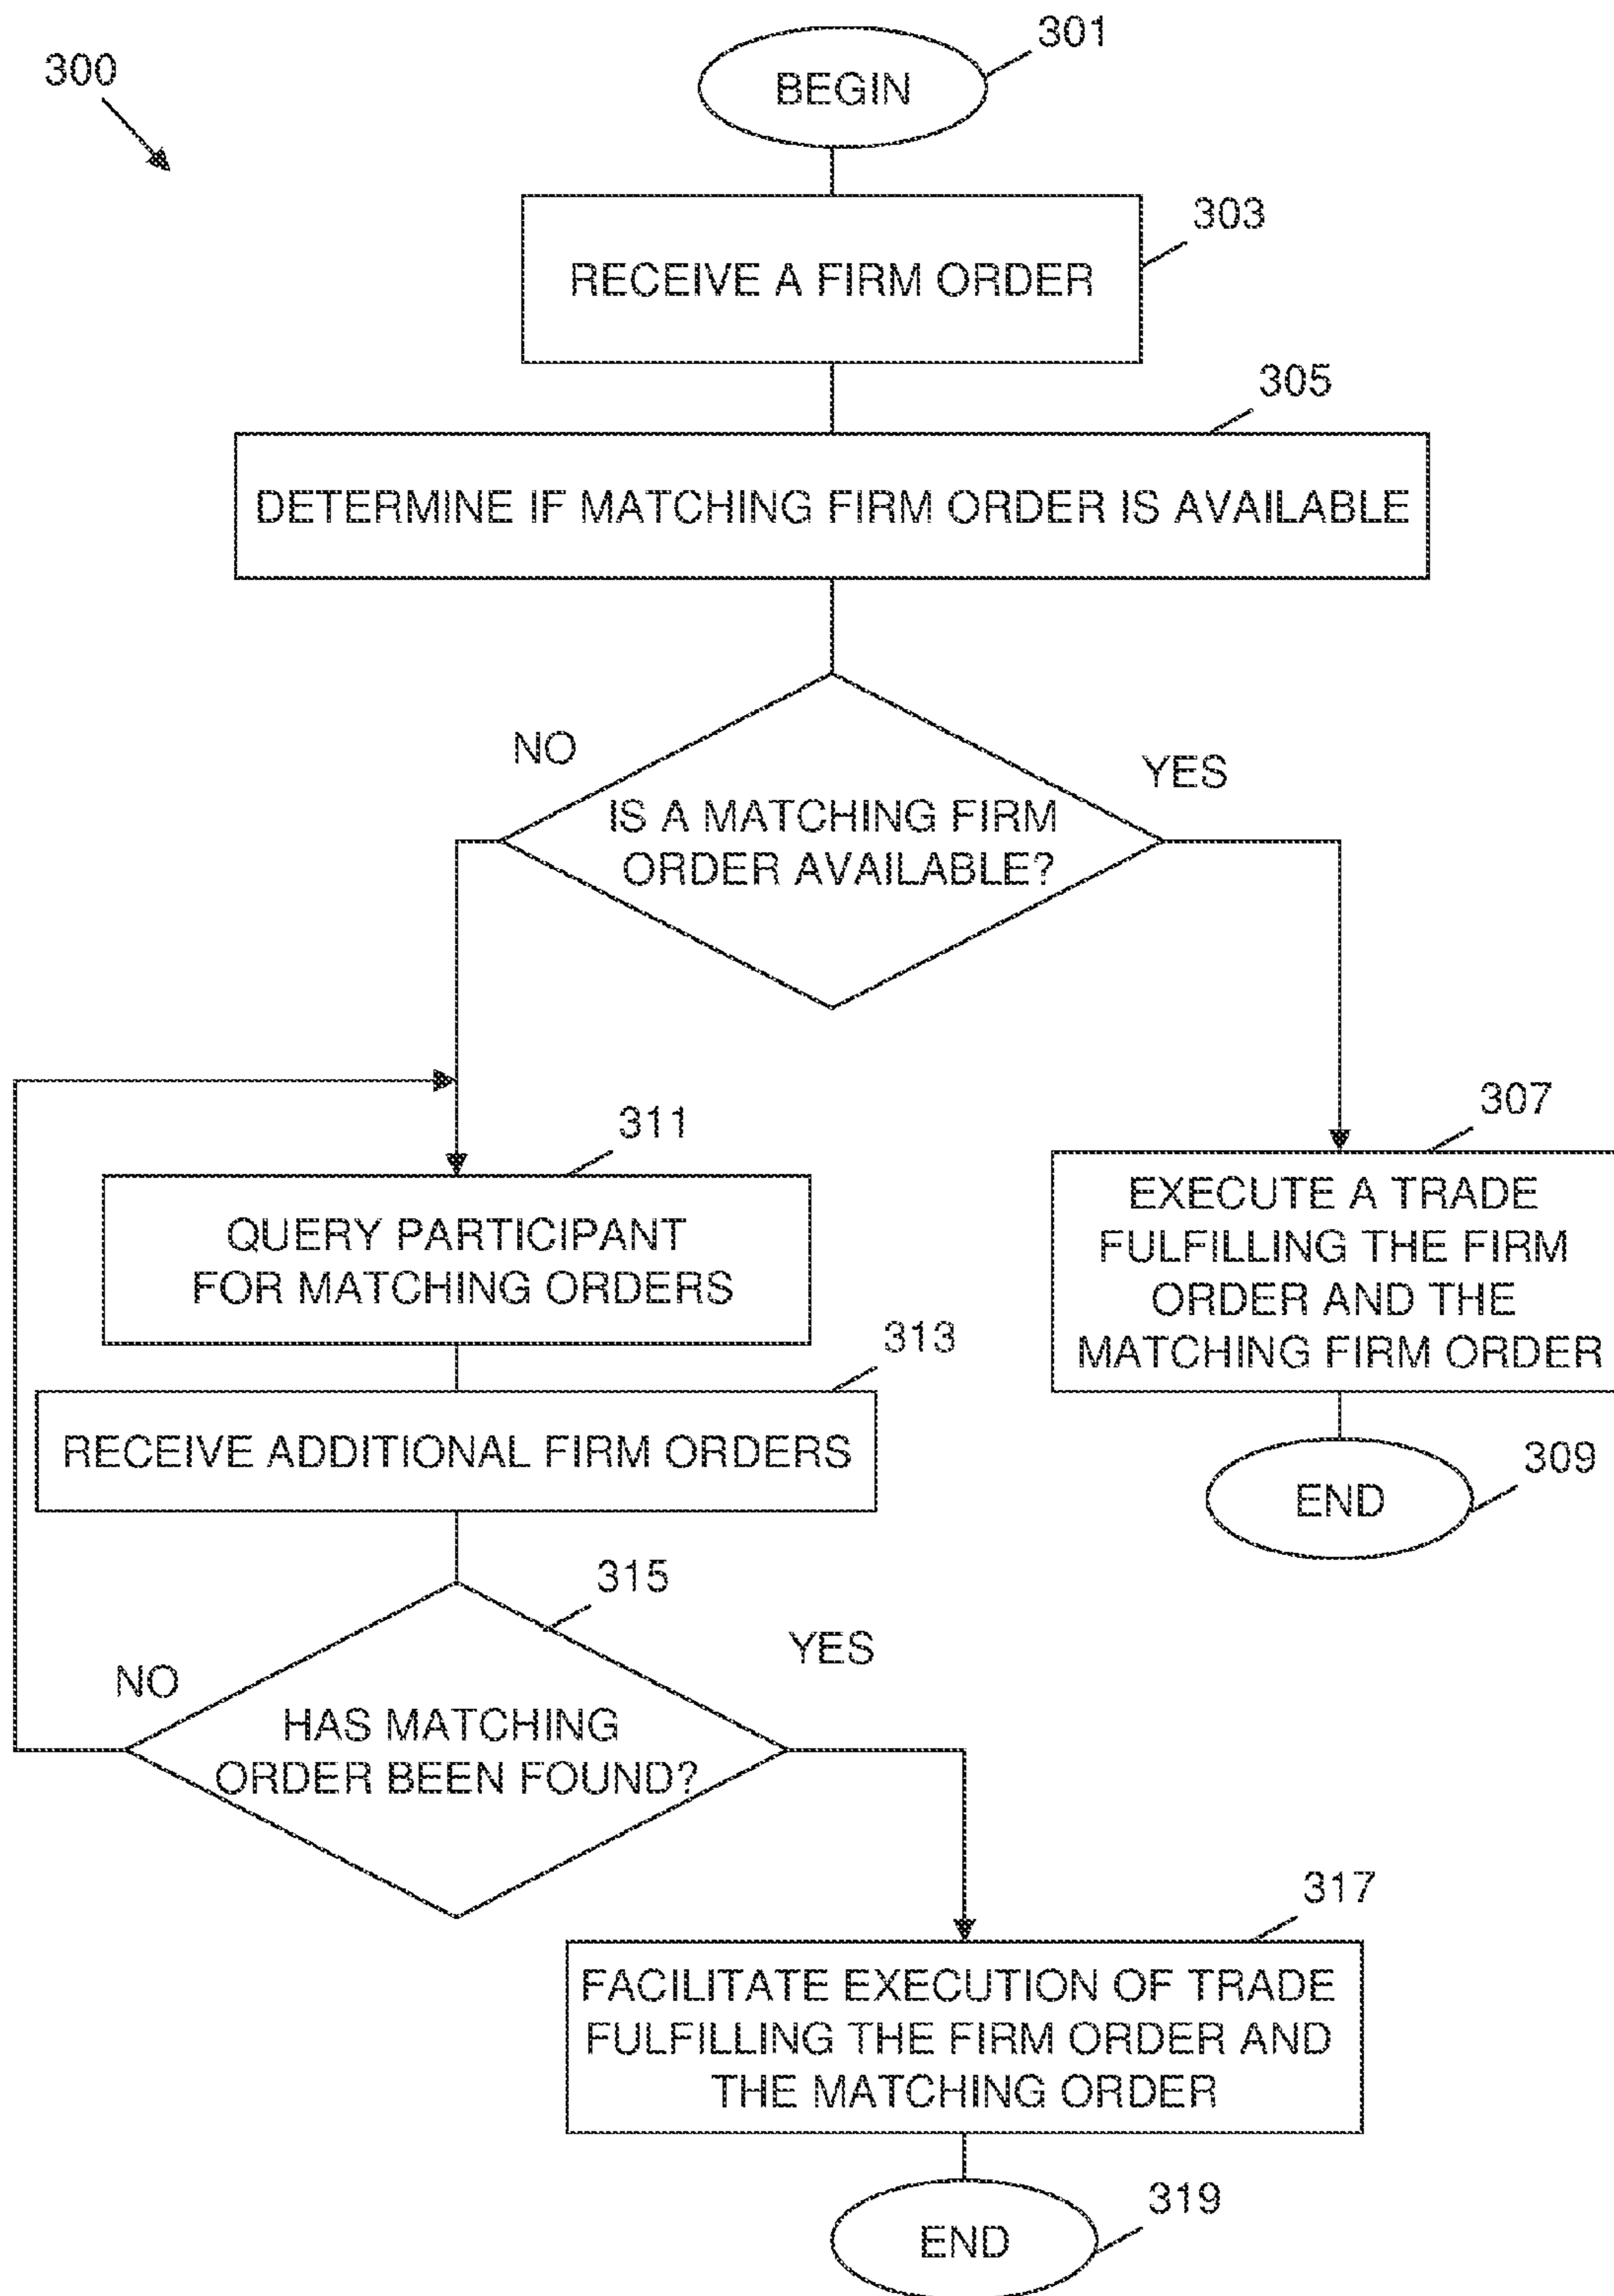 300
301
BEGIN
303
RECEIVE A FIRM ORDER
305
DETERMINE IF MATCHING FIRM ORDER IS AVAILABLE
NO
YES
IS A MATCHING FIRM
ORDER AVAILABLE?
311
QUERY PARTICIPANT
FOR MATCHING ORDERS
307
EXECUTE A TRADE
FULFILLING THE FIRM
ORDER AND THE
MATCHING FIRM ORDER
313
RECEIVE ADDITIONAL FIRM ORDERS
309
END
315
NO
YES
HAS MATCHING
ORDER BEEN FOUND?
317
FACILITATE EXECUTION OF TRADE
FULFILLING THE FIRM ORDER AND
THE MATCHING ORDER
319
END